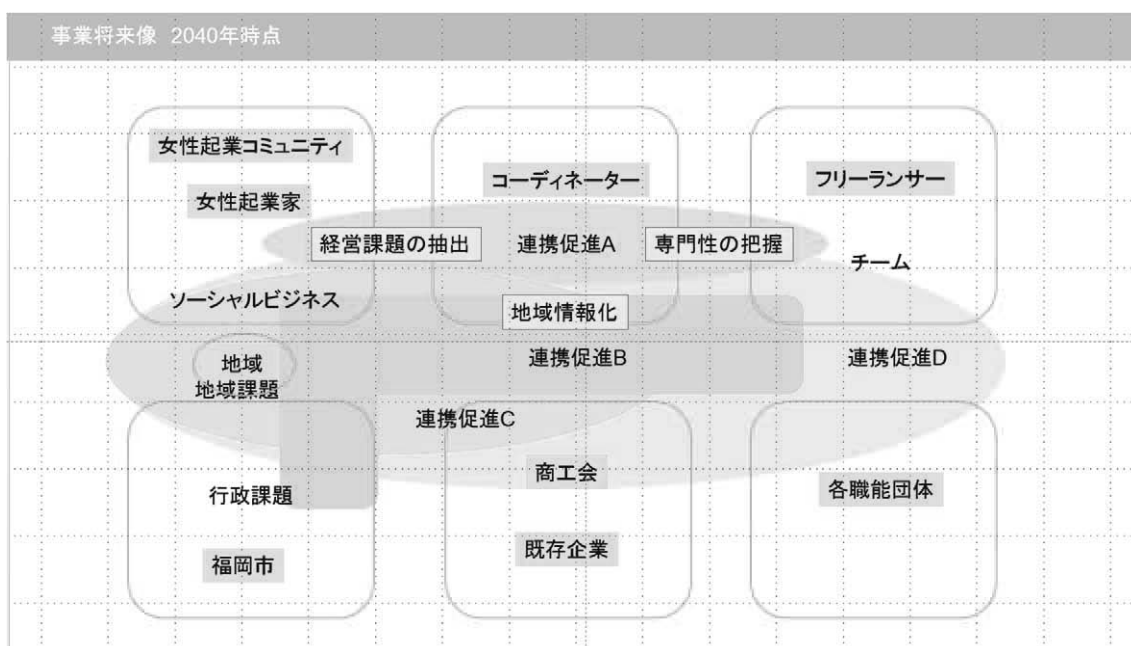 事業将来像 2040年時点
女性起業コミュニティ
女性起業家
ソーシャルビジネス
コーディネーター
フリーランサー
チーム
経営課題の抽出
連携促進A
専門性の把握
地域情報化
地域
地域課題
連携促進B
連携促進D
連携促進C
行政課題
福岡市
商工会
既存企業
各職能団体